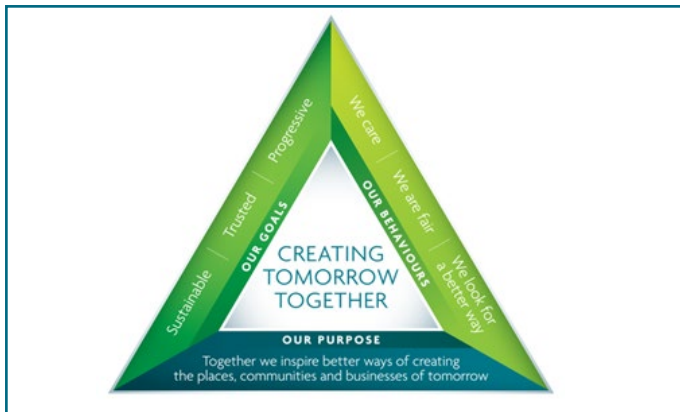 Progressive
Trusted
Sustainable
OUR GOALS
We care
We are fair
We look for
a better way
OUR BEHAVIOURS
CREATING
TOMORROW
TOGETHER
OUR PURPOSE
Together we inspire better ways of creating
the places, communities and businesses of tomorrow